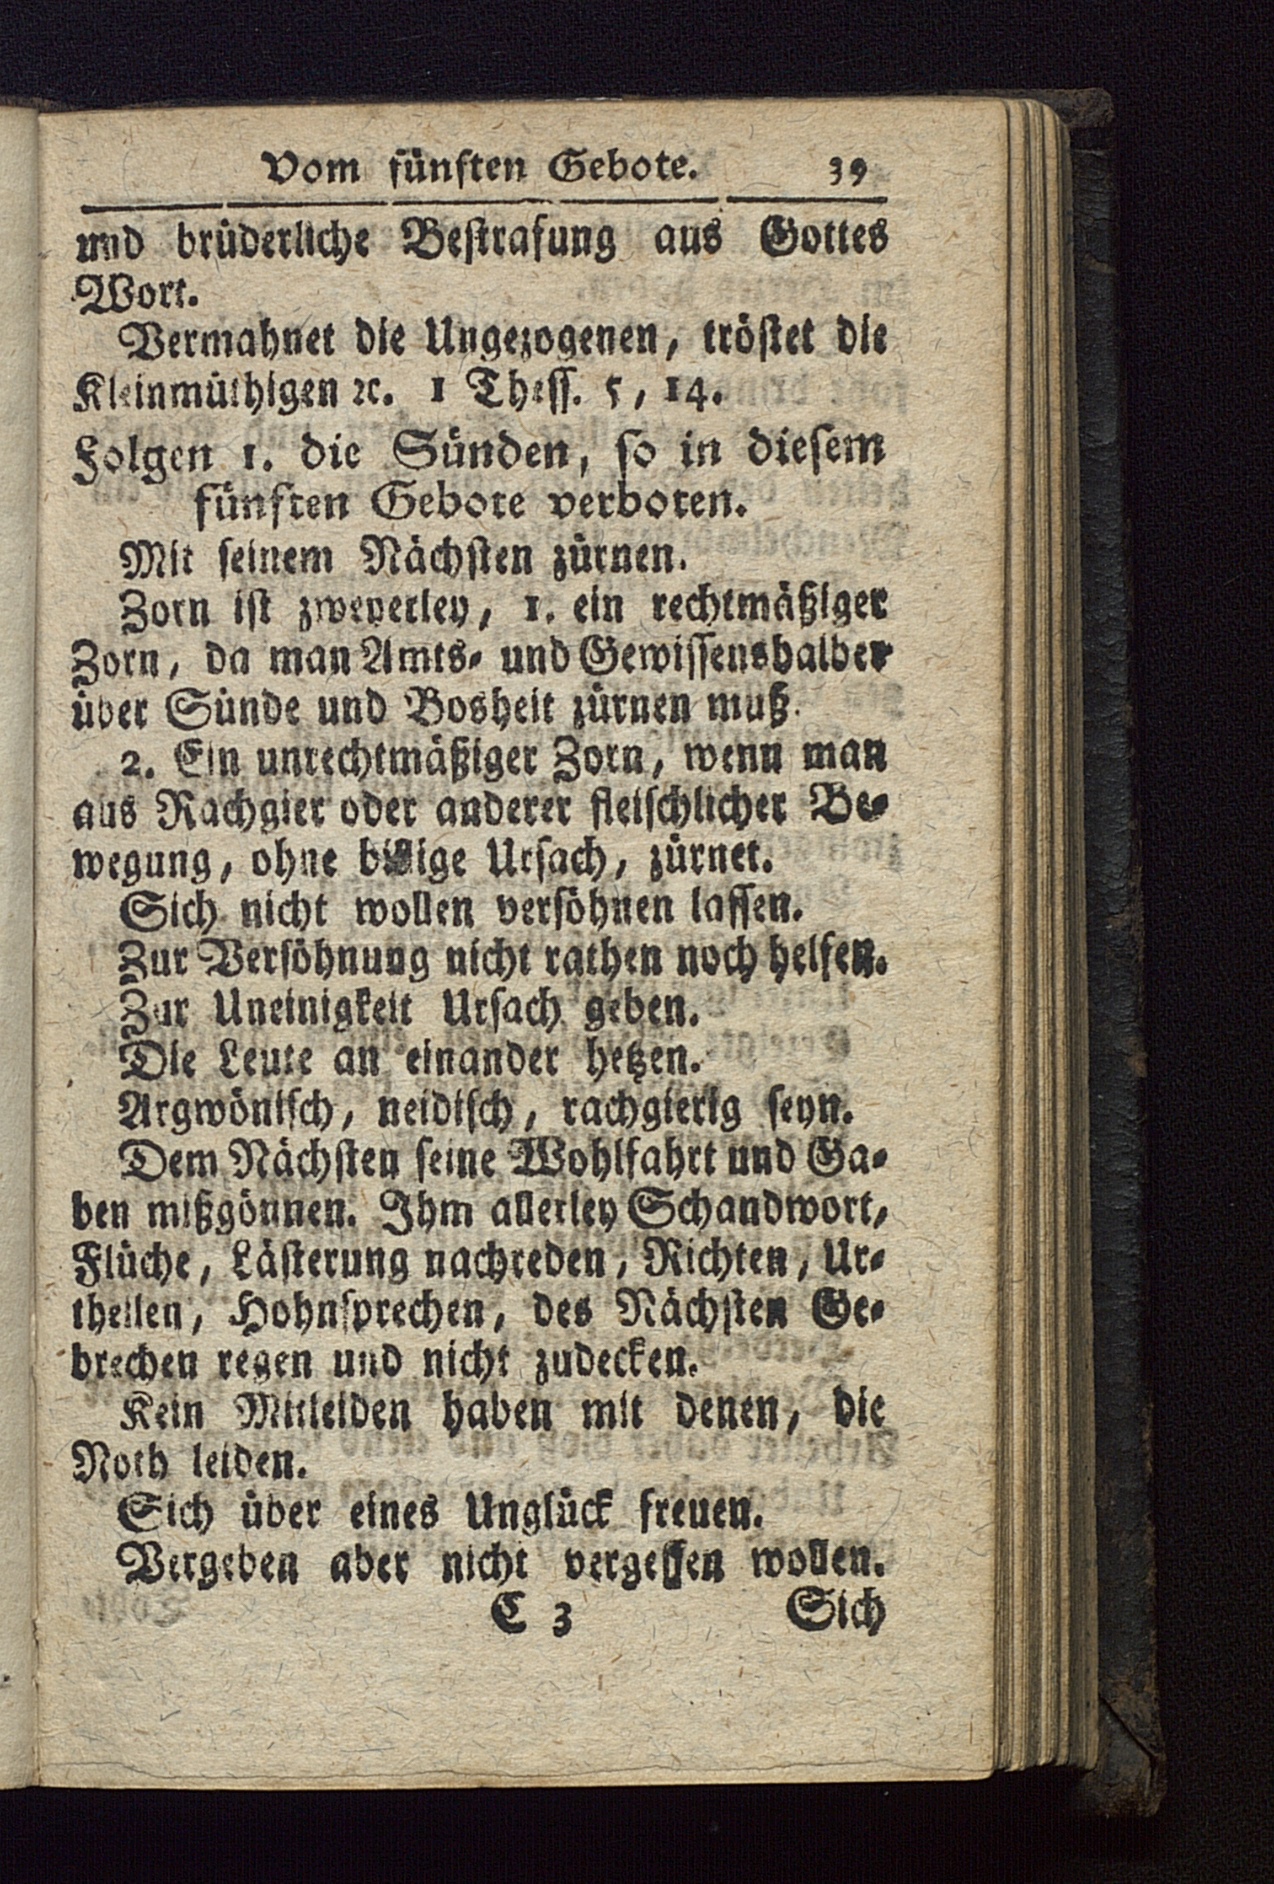 Vom fünften Gebote. 39
und brüderliche Bestrafung aus Gottes
Wort.
Vermahnet die Ungezogenen, tröstet die
Kleinmüthigen ꝛc. 1 Thess. 5, 14.
Folgen 1. die Sünden, so in diesem
fünften Gebote verboten.
Mit seinem Nächsten zürnen.
Zorn ist zweyerley, 1. ein rechtmäßiger
Zorn, da man Amts- und Gewissenshalber
über Sünde und Bosheit zürnen muß.
2. Ein unrechtmäßiger Zorn, wenn man
aus Rachgier oder anderer fleischlicher Be-
wegung, ohne billige Ursach, zürnet.
Sich nicht wollen versöhnen lassen.
Zur Versöhnung nicht rathen noch helfen.
Zur Uneinigkeit Ursach geben.
Die Leute an einander hetzen.
Argwönisch, neidisch, rachgierig seyn.
Dem Nächsten seine Wohlfahrt und Ga-
ben mißgönnen. Ihm allerley Schandwort,
Flüche, Lästerung nachreden, Richten, Ur-
theilen, Hohnsprechen, des Nächsten Ge-
brechen regen und nicht zudecken.
Kein Mitleiden haben mit denen, die
Noth leiden.
Sich über eines Unglück freuen.
Vergeben aber nicht vergessen wollen.
C 3 Sich